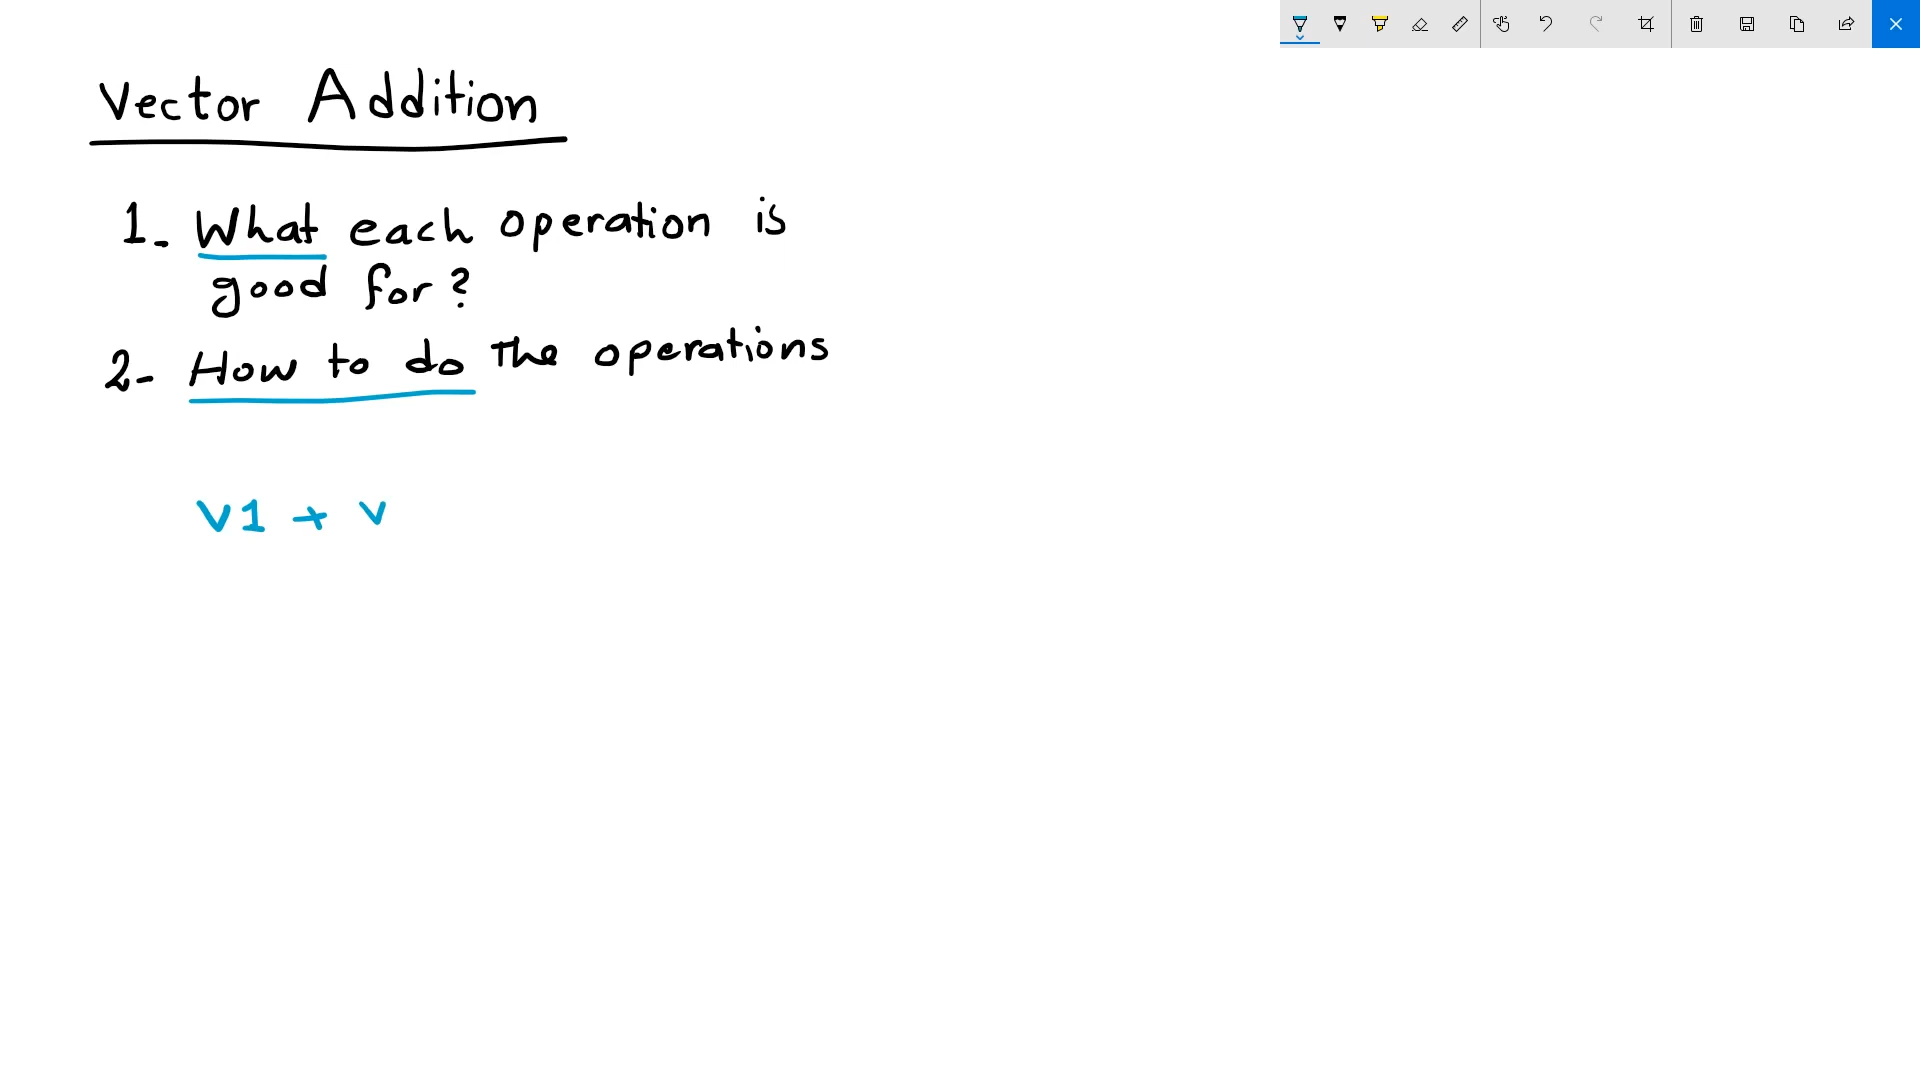 Vector Addition
1- What each operation is
good for?
2- How to do the operations
v1 + v